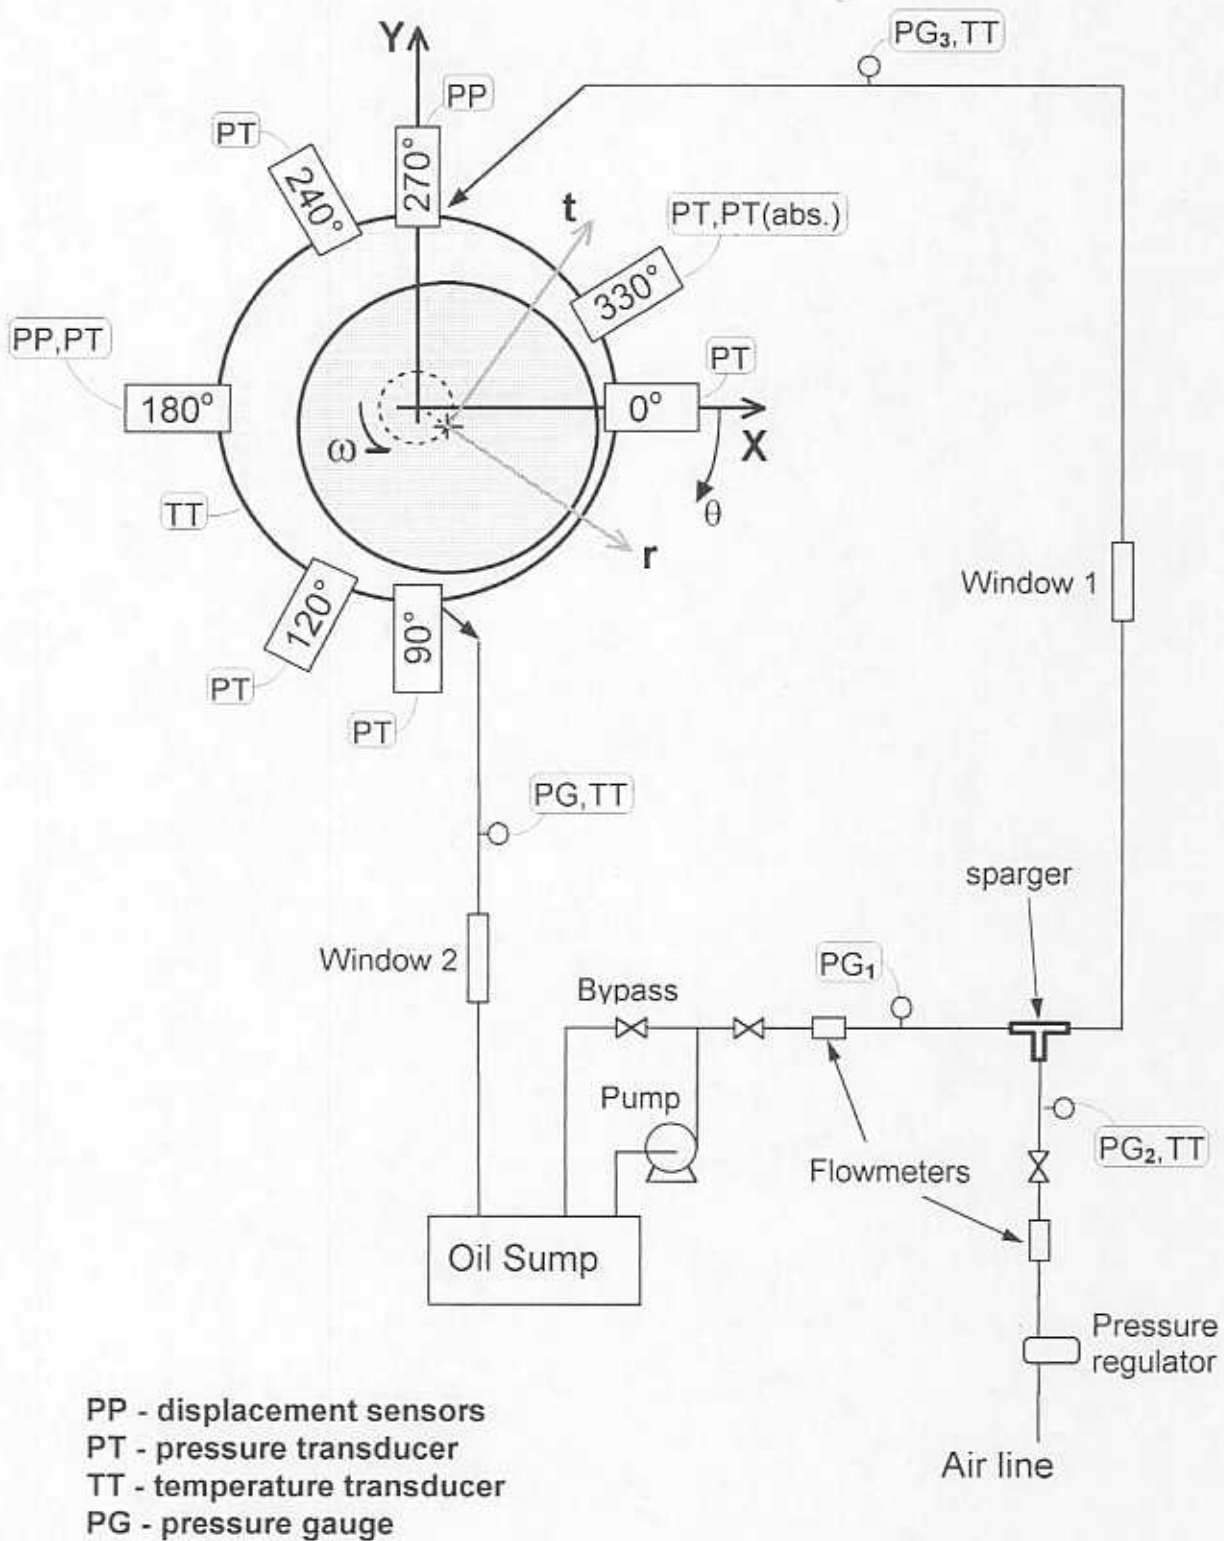 PG₃,TT
Y
PP
PT
270°
240°
t
PT,PT(abs.)
330°
PP,PT
PT
180°
0°
X
ω
θ
TT
r
Window 1
120°
90°
PT
PT
PG,TT
sparger
Window 2
PG₁
Bypass
Pump
PG₂,TT
Flowmeters
Oil Sump
Pressure
regulator
Air line
PP - displacement sensors
PT - pressure transducer
TT - temperature transducer
PG - pressure gauge